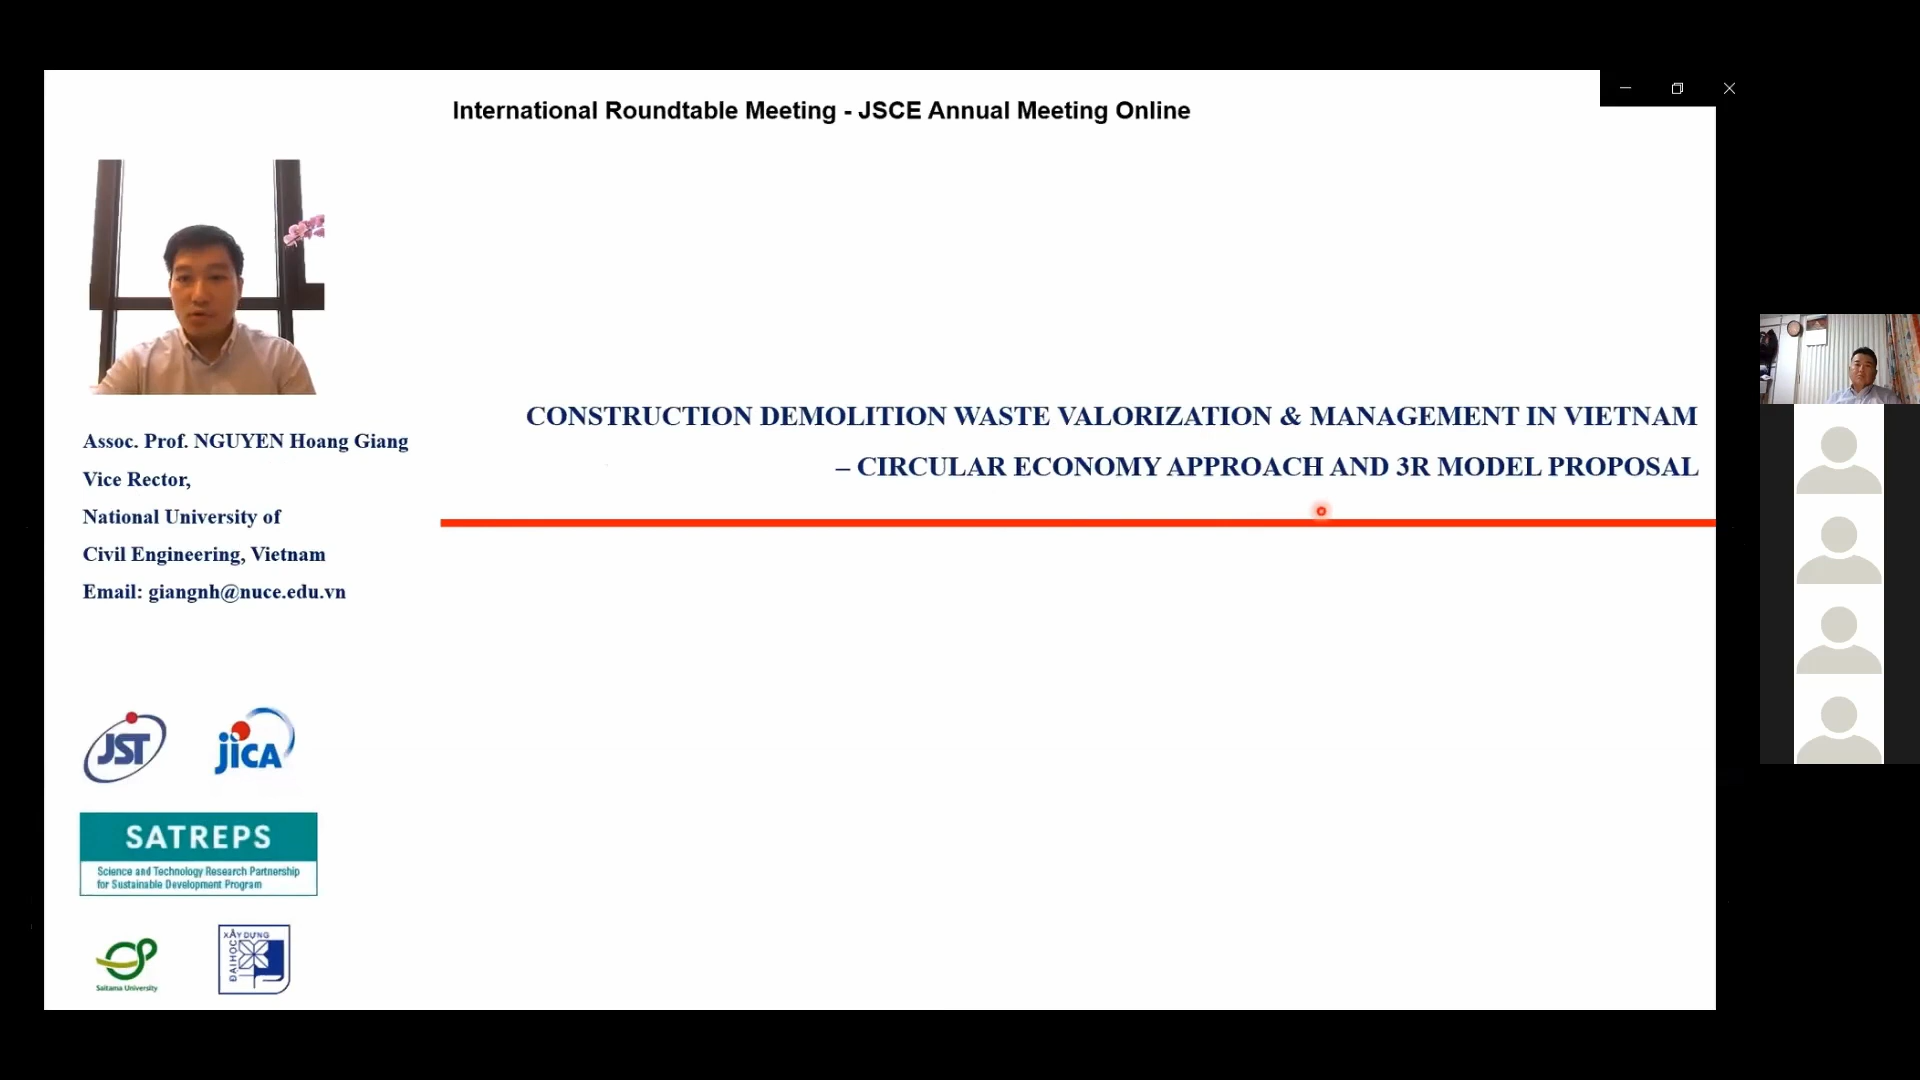 International Roundtable Meeting - JSCE Annual Meeting Online
CONSTRUCTION DEMOLITION WASTE VALORIZATION & MANAGEMENT IN VIETNAM
– CIRCULAR ECONOMY APPROACH AND 3R MODEL PROPOSAL
Assoc. Prof. NGUYEN Hoang Giang
Vice Rector,
National University of
Civil Engineering, Vietnam
Email: giangnh@nuce.edu.vn
JST
jICA
SATREPS
Science and Technology Research Partnership
for Sustainable Development Program
Saitama University
XÂY DỰNG
ĐẠI HỌC